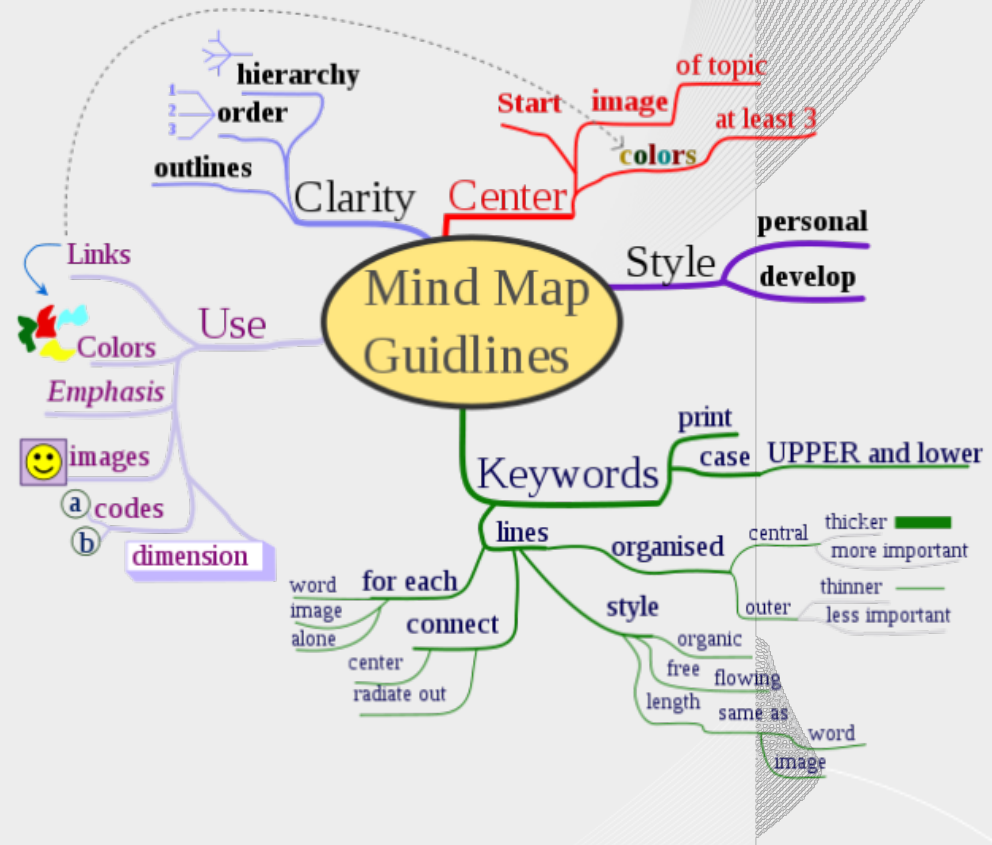 Mind Map
Guidlines
Clarity
hierarchy
order
1
2
3
outlines
Center
Start
image
of topic
colors
at least 3
Style
personal
develop
Use
Links
Colors
Emphasis
images
codes
a
b
dimension
Keywords
print
case
UPPER and lower
lines
organised
central
thicker
more important
outer
thinner
less important
style
organic
free
flowing
length
same as
word
image
for each
word
image
alone
connect
center
radiate out